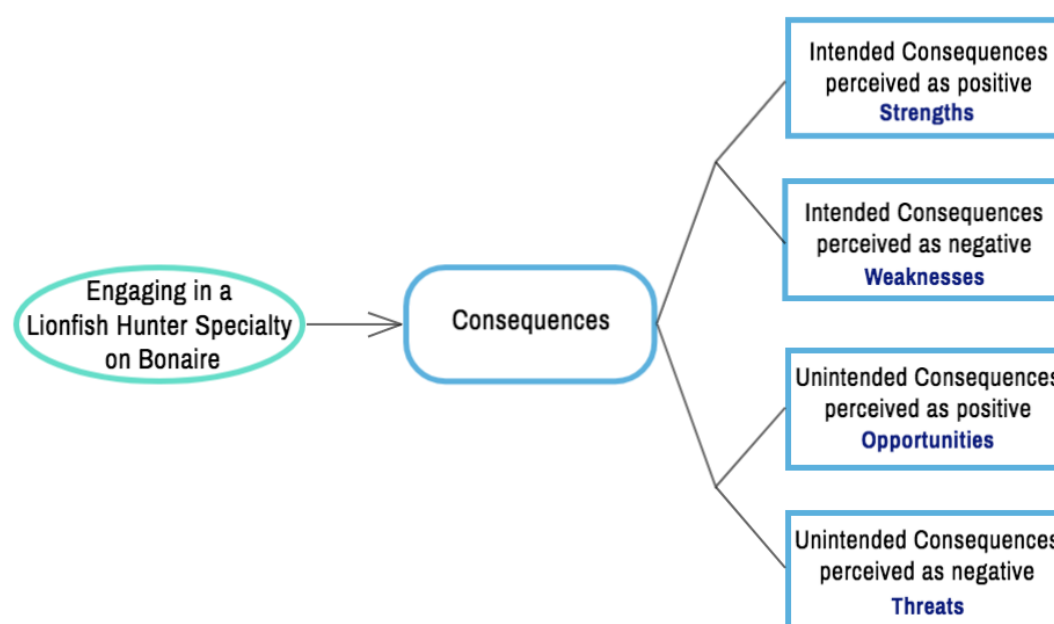 Engaging in a
Lionfish Hunter Specialty
on Bonaire
Consequences
Intended Consequences
perceived as positive
Strengths
Intended Consequences
perceived as negative
Weaknesses
Unintended Consequences
perceived as positive
Opportunities
Unintended Consequences
perceived as negative
Threats